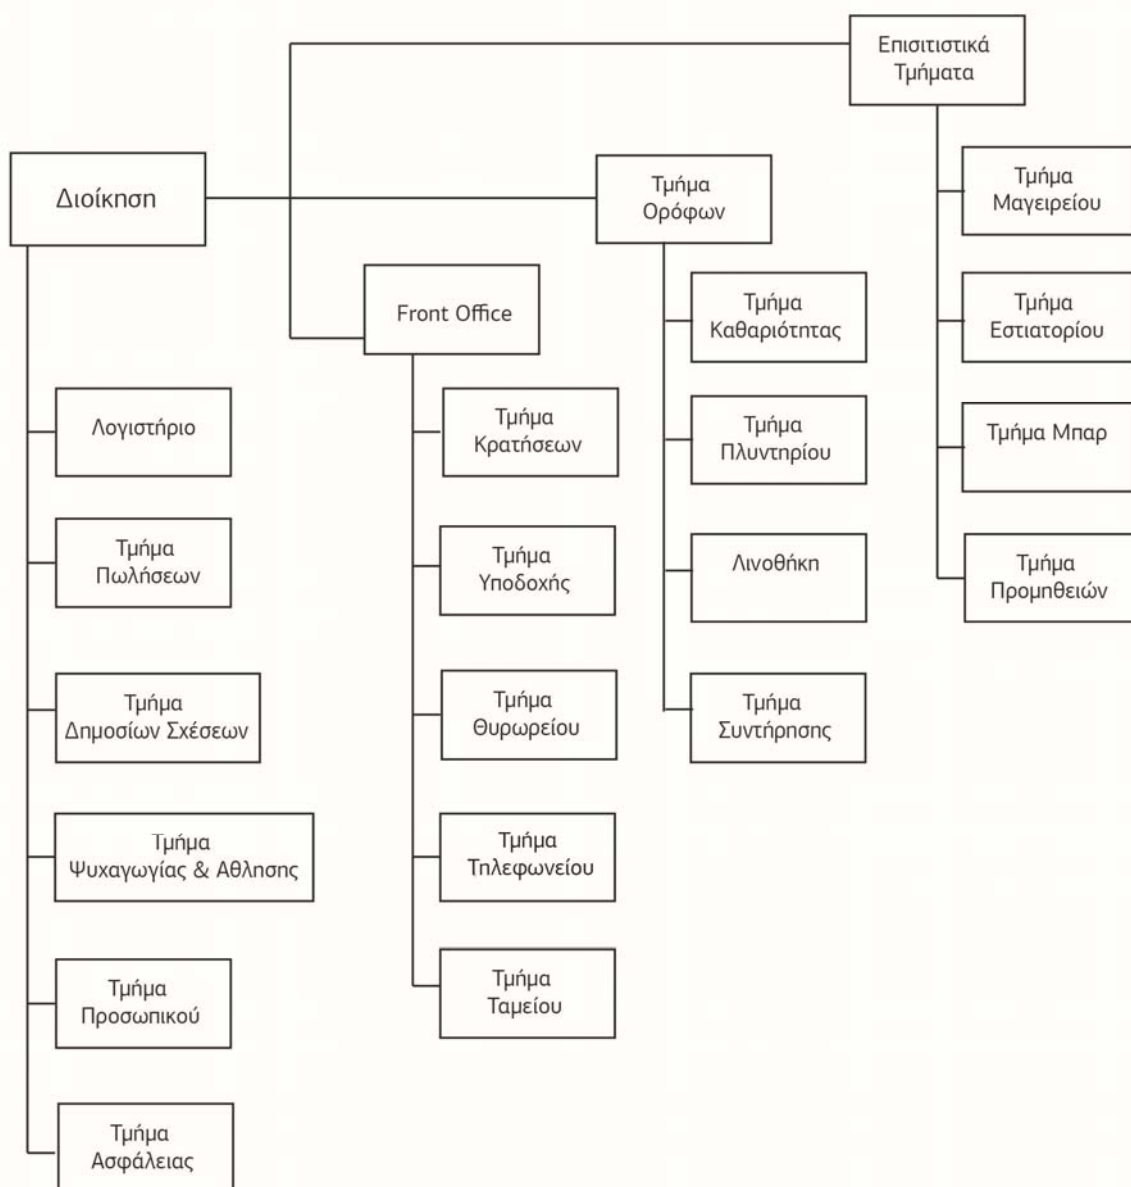 Επισιτιστικά
Τμήματα
Διοίκηση
Τμήμα
Ορόφων
Front Office
Λογιστήριο
Τμήμα
Πωλήσεων
Τμήμα
Δημοσίων Σχέσεων
Τμήμα
Ψυχαγωγίας & Αθλησης
Τμήμα
Προσωπικού
Τμήμα
Ασφάλειας
Τμήμα
Κρατήσεων
Τμήμα
Υποδοχής
Τμήμα
Θυρωρείου
Τμήμα
Τηλεφωνείου
Τμήμα
Ταμείου
Τμήμα
Καθαριότητας
Τμήμα
Πλυντηρίου
Λινοθήκη
Τμήμα
Συντήρησης
Τμήμα
Μαγειρείου
Τμήμα
Εστιατορίου
Τμήμα Μπαρ
Τμήμα
Προμηθειών